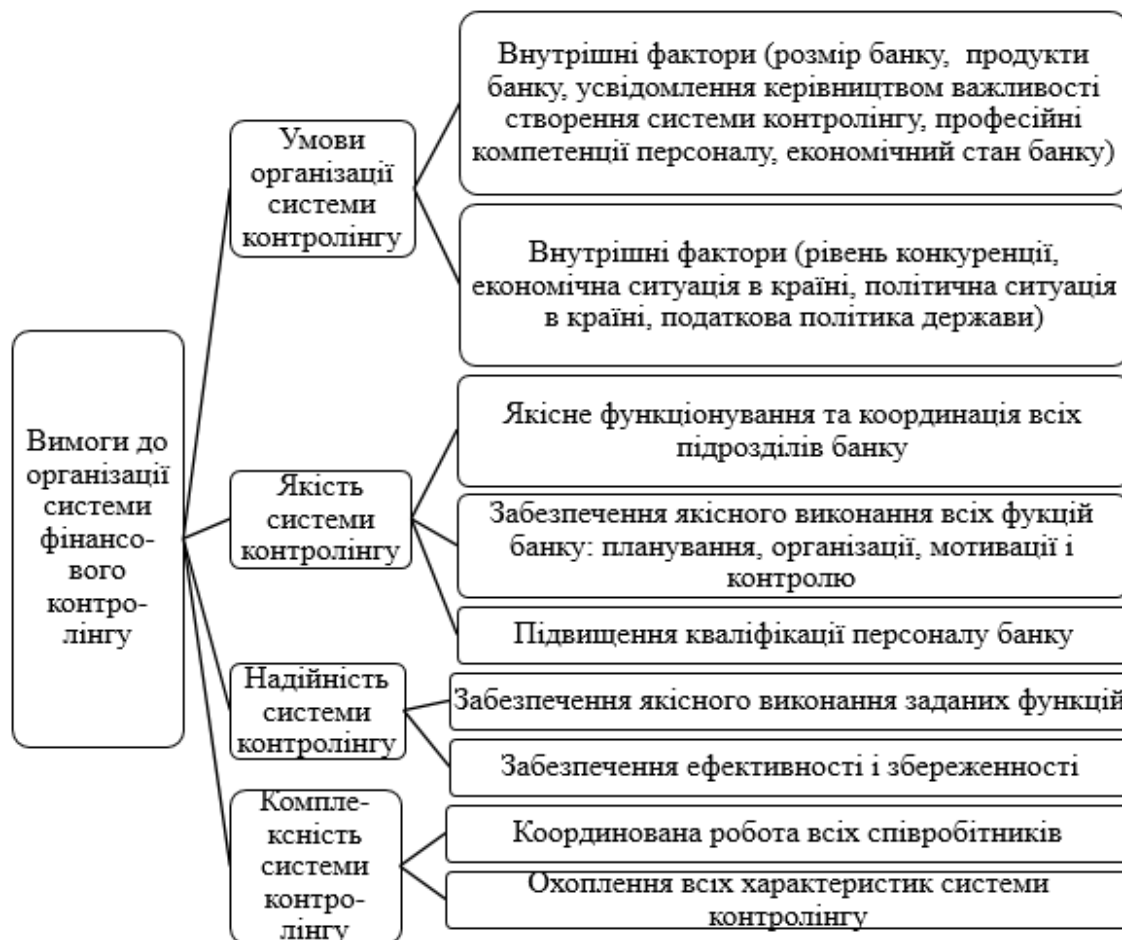 Вимоги до
організації
системи
фінансо-
вого
контро-
лінгу
Умови
організації
системи
контролінгу
Внутрішні фактори (розмір банку, продукти
банку, усвідомлення керівництвом важливості
створення системи контролінгу, професійні
компетенції персоналу, економічний стан банку)
Внутрішні фактори (рівень конкуренції,
економічна ситуація в країні, політична ситуація
в країні, податкова політика держави)
Якість
системи
контролінгу
Якісне функціонування та координація всіх
підрозділів банку
Забезпечення якісного виконання всіх фукцій
банку: планування, організації, мотивації і
контролю
Підвищення кваліфікації персоналу банку
Надійність
системи
контролінгу
Забезпечення якісного виконання заданих функцій
Забезпечення ефективності і збереженності
Компле-
ксність
системи
контро-
лінгу
Координована робота всіх співробітників
Охоплення всіх характеристик системи
контролінгу